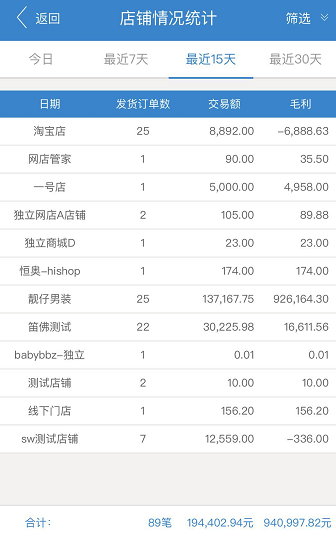 返回 店铺情况统计 筛选
今日 最近7天 最近15天 最近30天
日期 发货订单数 交易额 毛利
淘宝店 25 8,892.00 -6,888.63
网店管家 1 90.00 35.50
一号店 1 5,000.00 4,958.00
独立网店A店铺 2 105.00 89.88
独立商城D 1 23.00 23.00
恒奥-hishop 1 174.00 174.00
靓仔男装 25 137,167.75 926,164.30
笛佛测试 22 30,225.98 16,611.56
babybbz-独立 1 0.01 0.01
测试店铺 2 10.00 10.00
线下门店 1 156.20 156.20
sw测试店铺 7 12,559.00 -336.00
合计： 89笔 194,402.94元 940,997.82元